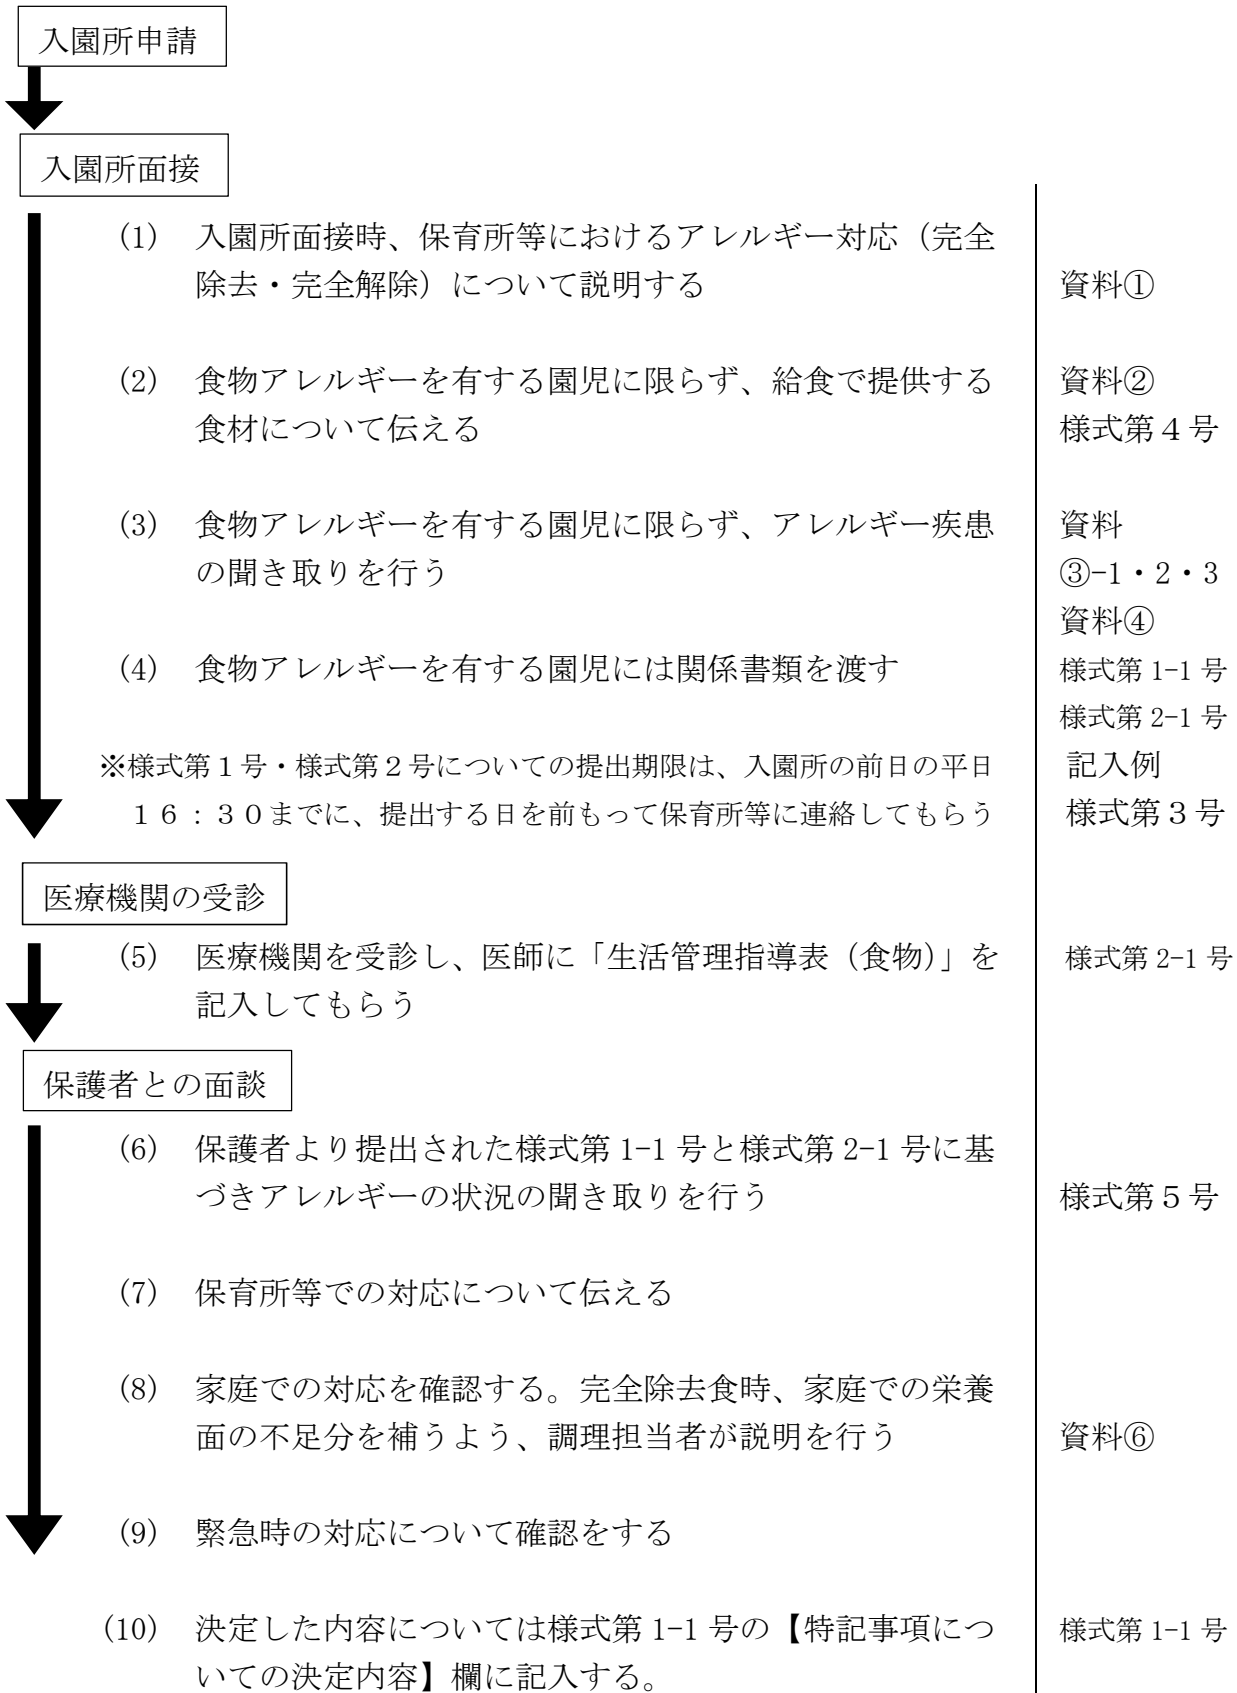 入園所申請
入園所面接
(1) 入園所面接時、保育所等におけるアレルギー対応（完全
除去・完全解除）について説明する 資料①
(2) 食物アレルギーを有する園児に限らず、給食で提供する 資料②
食材について伝える 様式第４号
(3) 食物アレルギーを有する園児に限らず、アレルギー疾患 資料
の聞き取りを行う ③-1・2・3
資料④
(4) 食物アレルギーを有する園児には関係書類を渡す 様式第 1-1 号
様式第 2-1 号
※様式第１号・様式第２号についての提出期限は、入園所の前日の平日 記入例
１６：３０までに、提出する日を前もって保育所等に連絡してもらう 様式第３号
医療機関の受診
(5) 医療機関を受診し、医師に「生活管理指導表（食物）」を 様式第 2-1 号
記入してもらう
保護者との面談
(6) 保護者より提出された様式第 1-1 号と様式第 2-1 号に基
づきアレルギーの状況の聞き取りを行う 様式第５号
(7) 保育所等での対応について伝える
(8) 家庭での対応を確認する。完全除去食時、家庭での栄養
面の不足分を補うよう、調理担当者が説明を行う 資料⑥
(9) 緊急時の対応について確認をする
(10) 決定した内容については様式第 1-1 号の【特記事項につ 様式第 1-1 号
いての決定内容】欄に記入する。